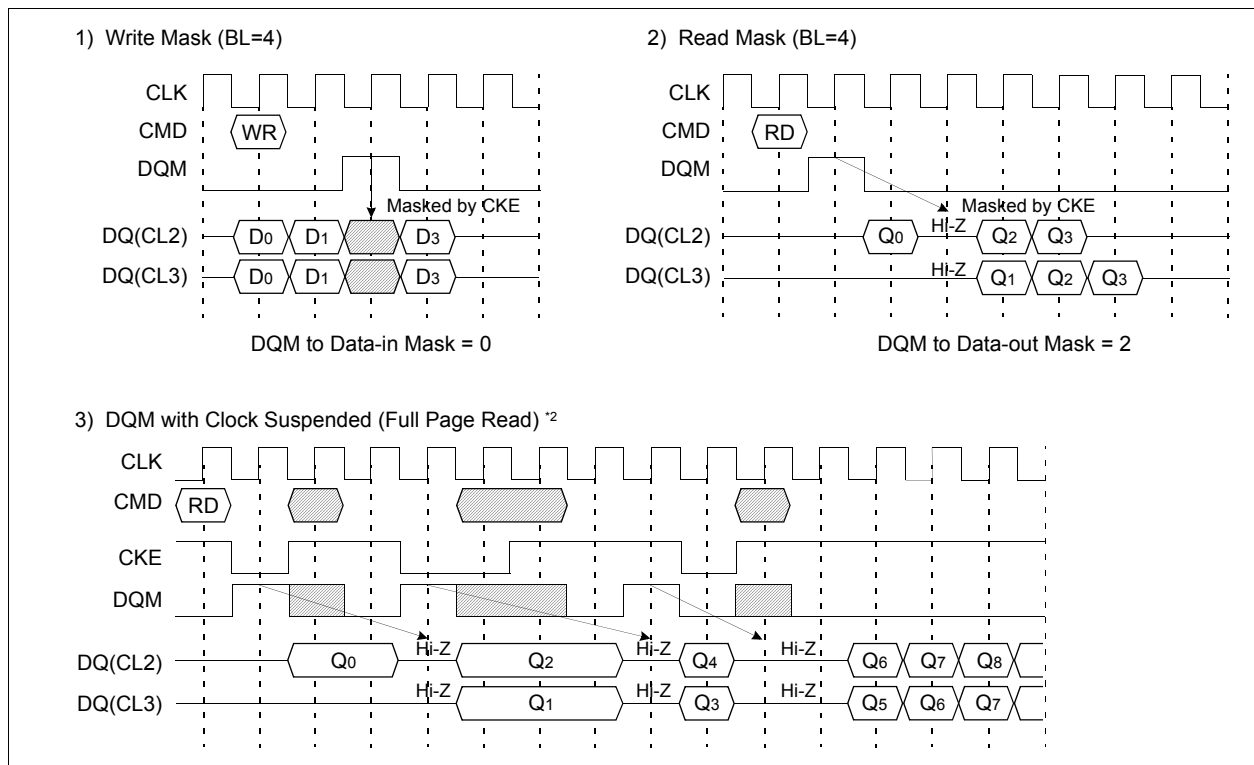 1) Write Mask (BL=4)
CLK
CMD WR
DQM
Masked by CKE
DQ(CL2) D0 D1 D3
DQ(CL3) D0 D1 D3
DQM to Data-in Mask = 0
2) Read Mask (BL=4)
CLK
CMD RD
DQM
Masked by CKE
DQ(CL2) Q0 Hi-Z Q2 Q3
DQ(CL3) Hi-Z Q1 Q2 Q3
DQM to Data-out Mask = 2
3) DQM with Clock Suspended (Full Page Read) *2
CLK
CMD RD
CKE
DQM
DQ(CL2) Q0 Hi-Z Q2 Hi-Z Q4 Hi-Z Q6 Q7 Q8
DQ(CL3) Hi-Z Q1 Hi-Z Q3 Hi-Z Q5 Q6 Q7